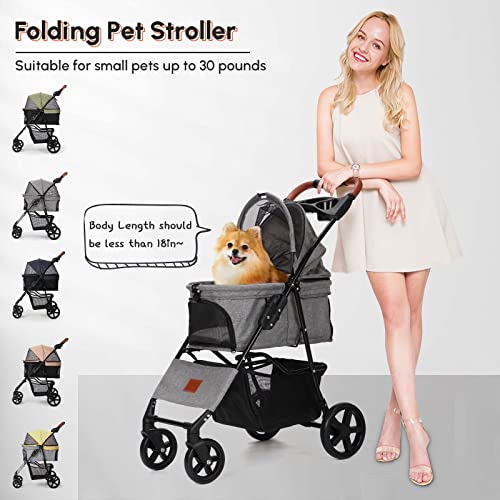 Folding Pet Stroller
Suitable for small pets up to 30 pounds
Body Length should
be less than 18in~